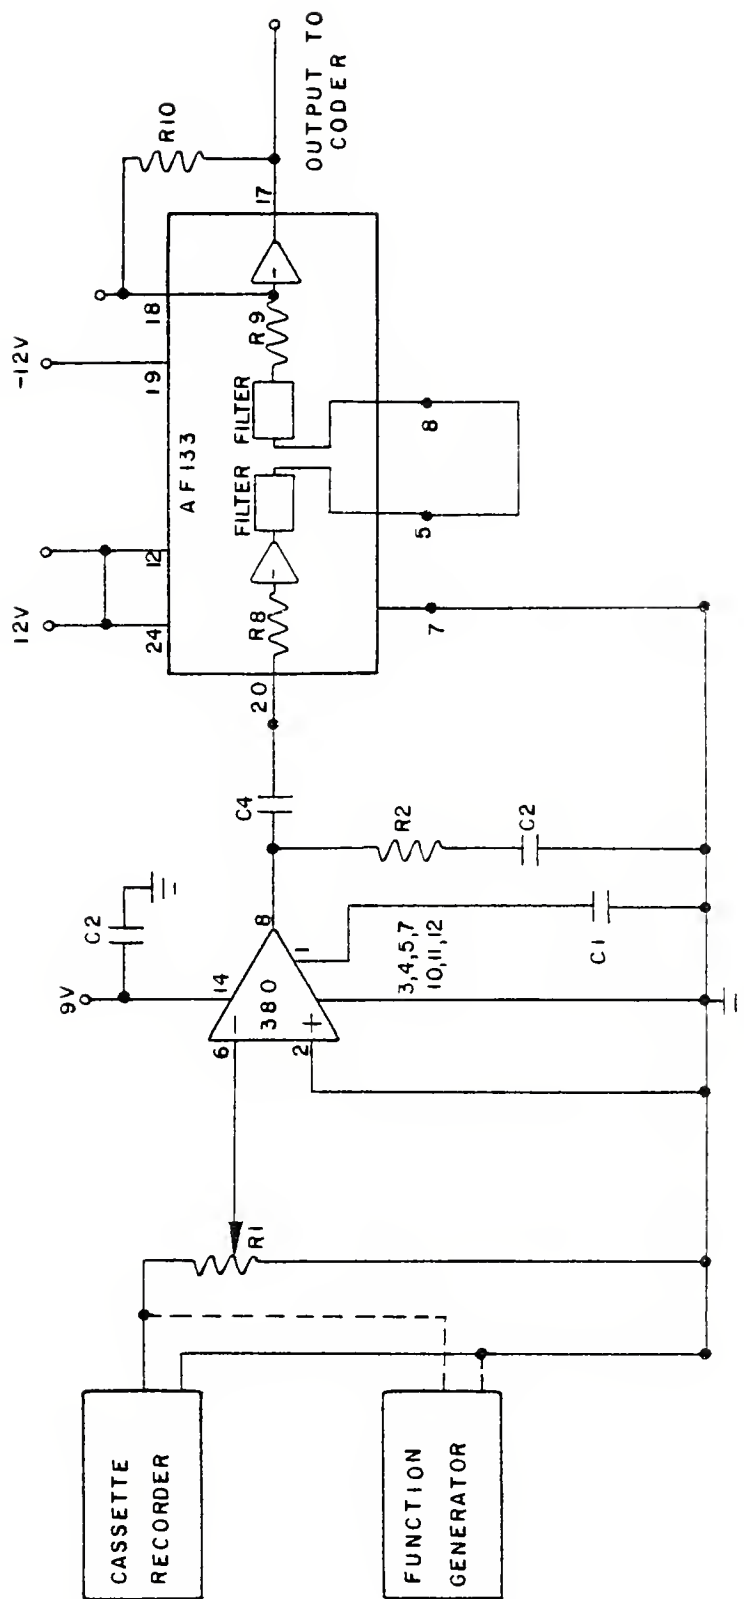 CASSETTE
RECORDER
FUNCTION
GENERATOR
R1
6
2
380
14
9V
C2
8
1
3,4,5,7
10,11,12
C1
R2
C2
C4
20
24
12V
12
AF133
19
-12V
18
R8
FILTER
FILTER
R9
7
5
8
17
R10
OUTPUT TO
CODER